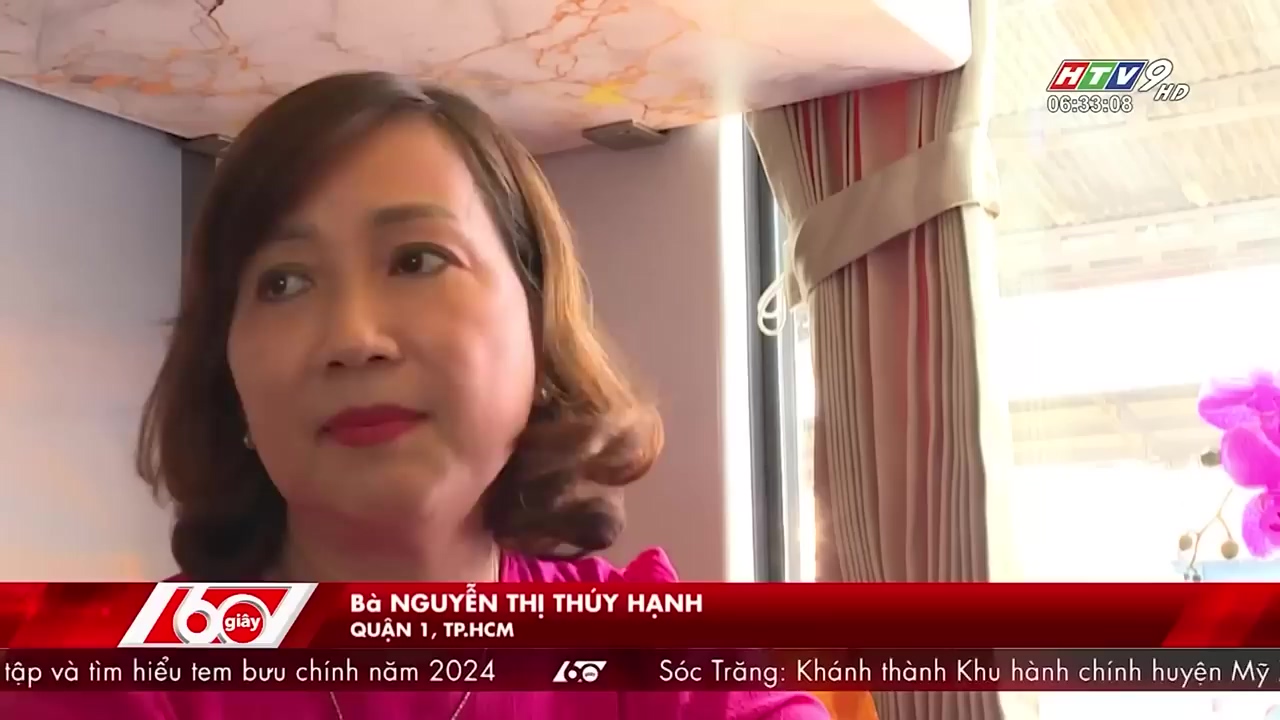 HTV9 HD
06:33:08
60 giây
Bà NGUYỄN THỊ THÚY HẠNH
QUẬN 1, TP.HCM
tập và tìm hiểu tem bưu chính năm 2024 60 giây Sóc Trăng: Khánh thành Khu hành chính huyện Mỹ